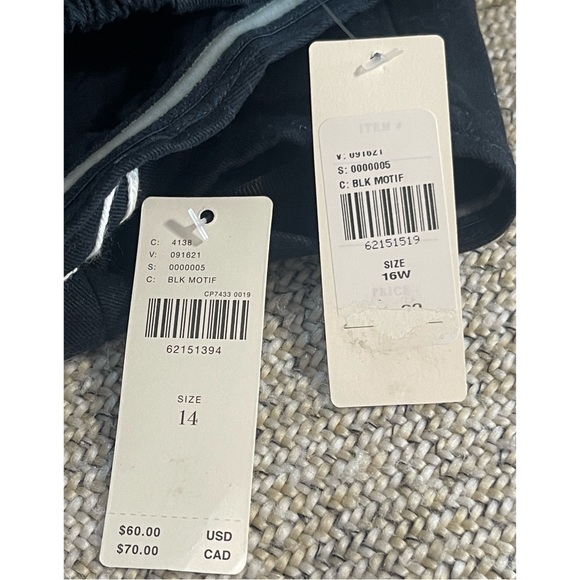 C: 4138
V: 091621
S: 0000005
C: BLK MOTIF
CP7433 0019
62151394
SIZE
14
$60.00 USD
$70.00 CAD
ITEM #
V: 091621
S: 0000005
C: BLK MOTIF
62151519
SIZE
16W
PRICE